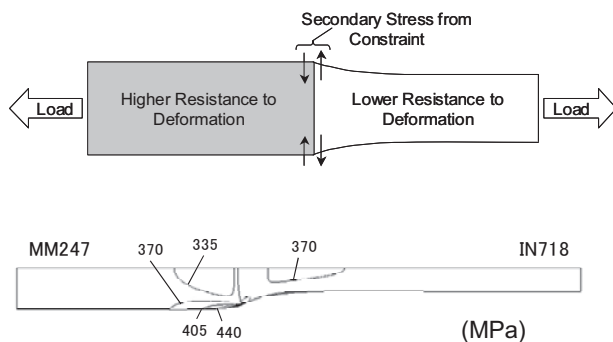 Secondary Stress from
Constraint
Load
Higher Resistance to
Deformation
Lower Resistance to
Deformation
Load
MM247
370
335
370
IN718
405
440
(MPa)